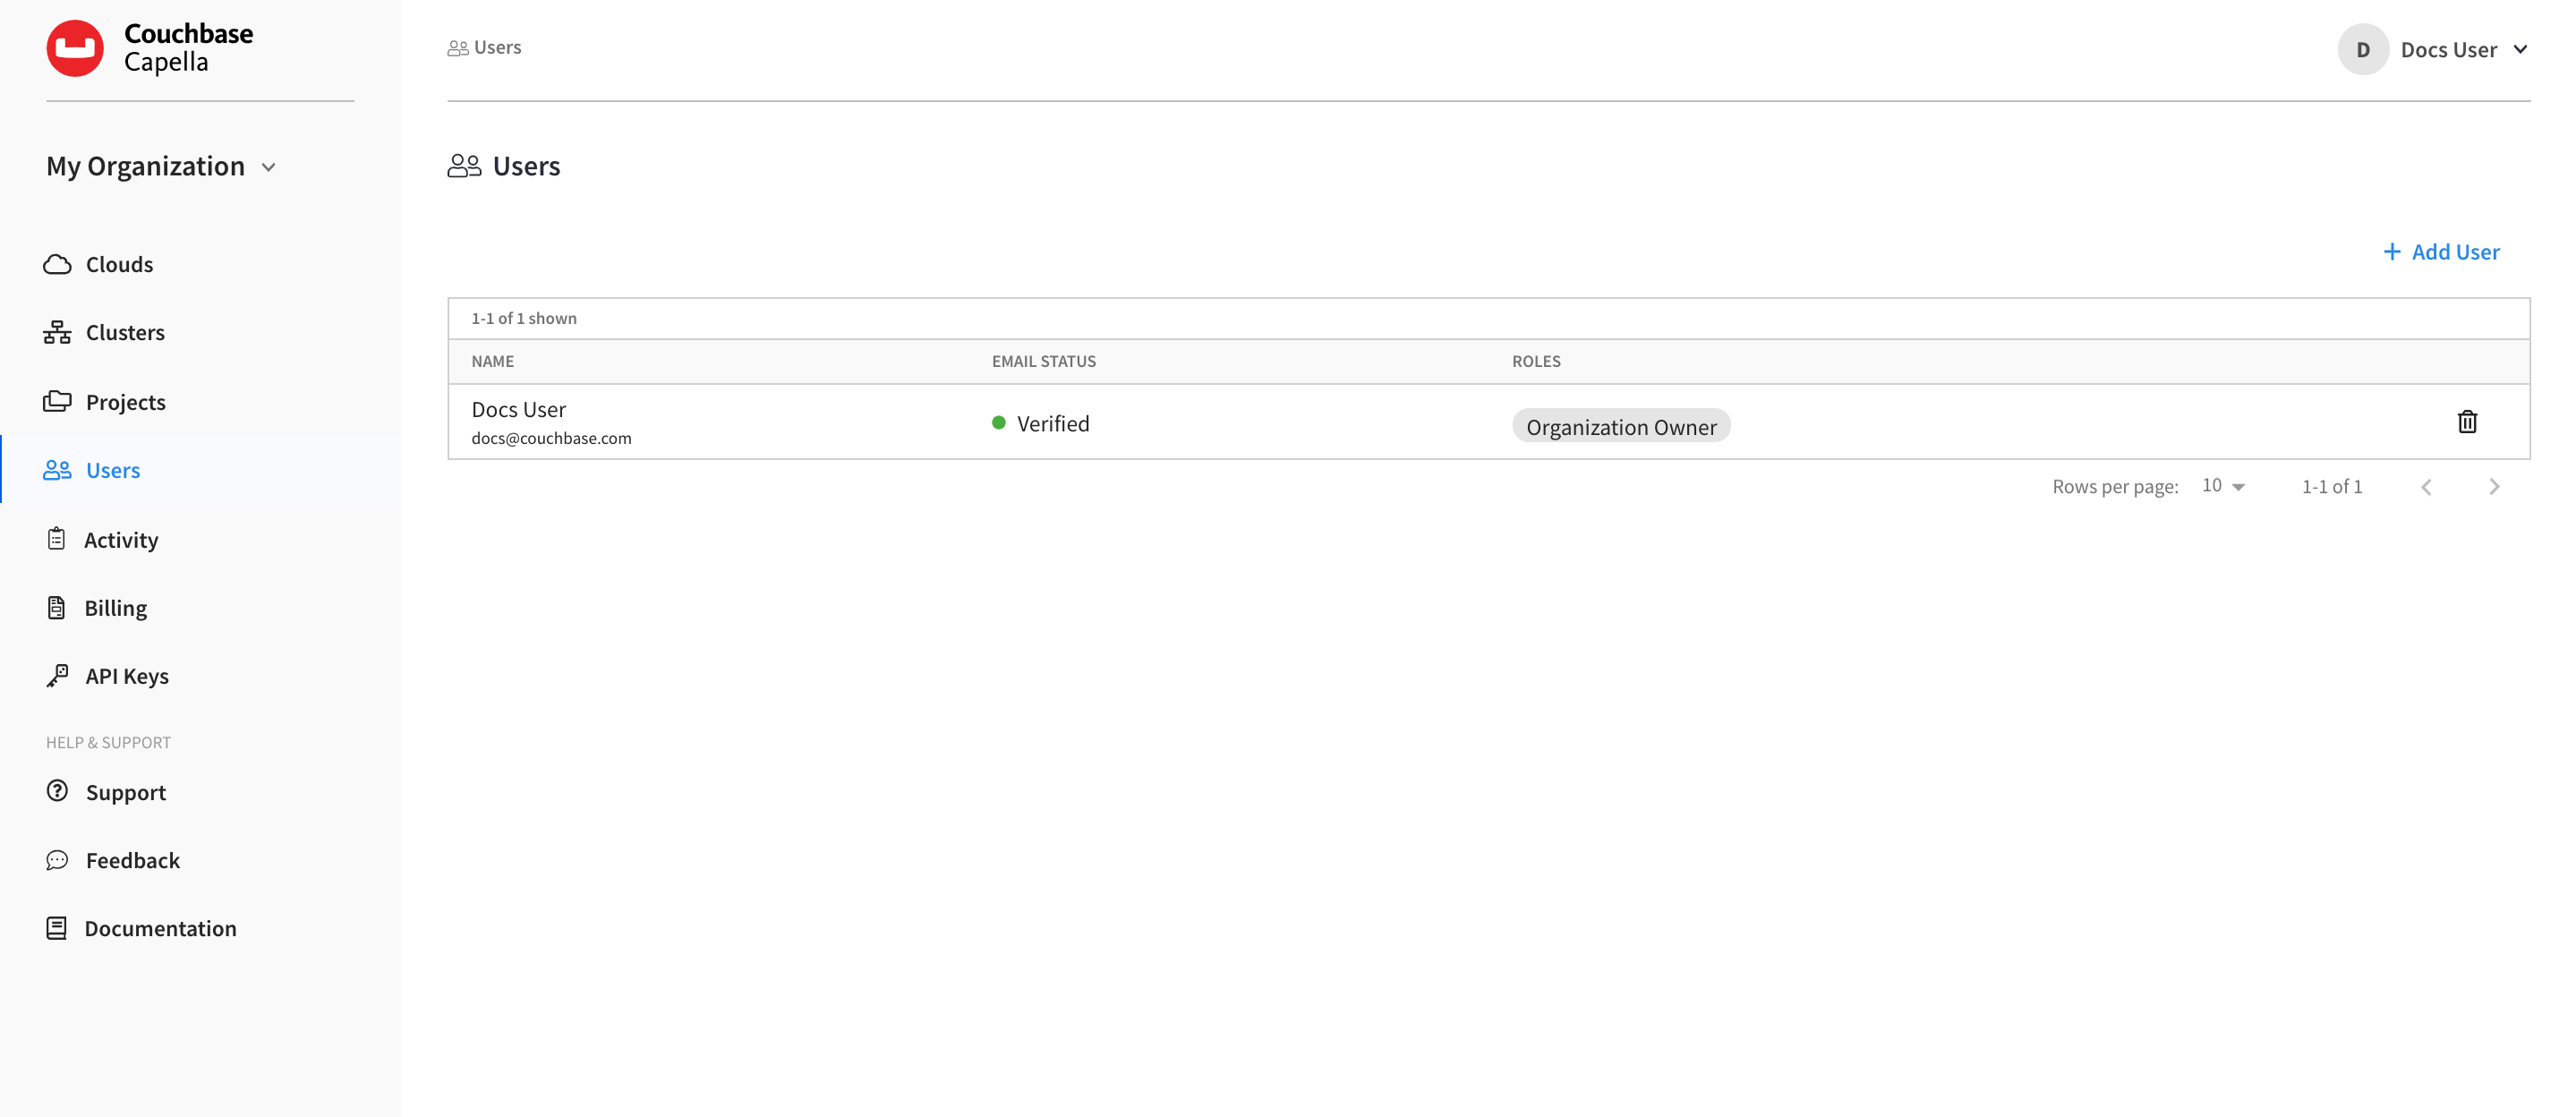 Couchbase
Capella
Users
D Docs User
My Organization
Users
Clouds
Clusters
Projects
Users
Activity
Billing
API Keys
HELP & SUPPORT
Support
Feedback
Documentation
+ Add User
1-1 of 1 shown
NAME EMAIL STATUS ROLES
Docs User Verified Organization Owner
docs@couchbase.com
Rows per page: 10 1-1 of 1